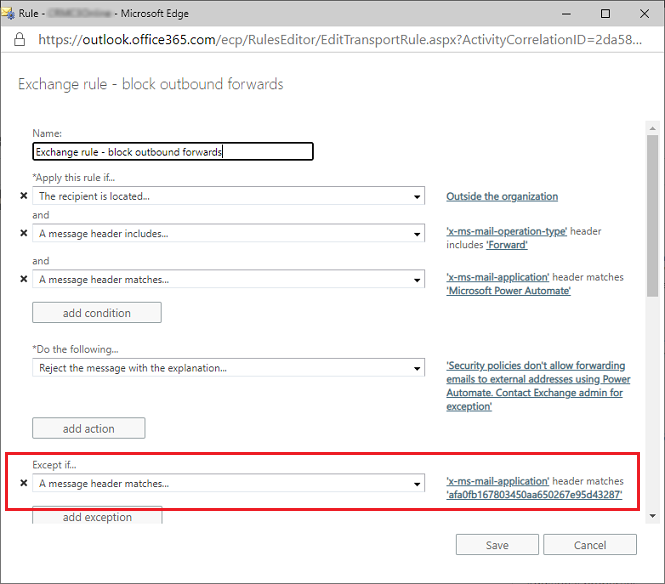 Rule - - Microsoft Edge
https://outlook.office365.com/ecp/RulesEditor/EditTransportRule.aspx?ActivityCorrelationID=2da58...
Exchange rule - block outbound forwards
Name:
Exchange rule - block outbound forwards
*Apply this rule if...
The recipient is located...
Outside the organization
and
A message header includes...
'x-ms-mail-operation-type' header
includes 'Forward'
and
A message header matches...
'x-ms-mail-application' header matches
'Microsoft Power Automate'
add condition
*Do the following...
Reject the message with the explanation...
'Security policies don't allow forwarding
emails to external addresses using Power
Automate. Contact Exchange admin for
exception'
add action
Except if...
A message header matches...
'x-ms-mail-application' header matches
'afa0fb167803450aa650267e95d43287'
add exception
Save
Cancel